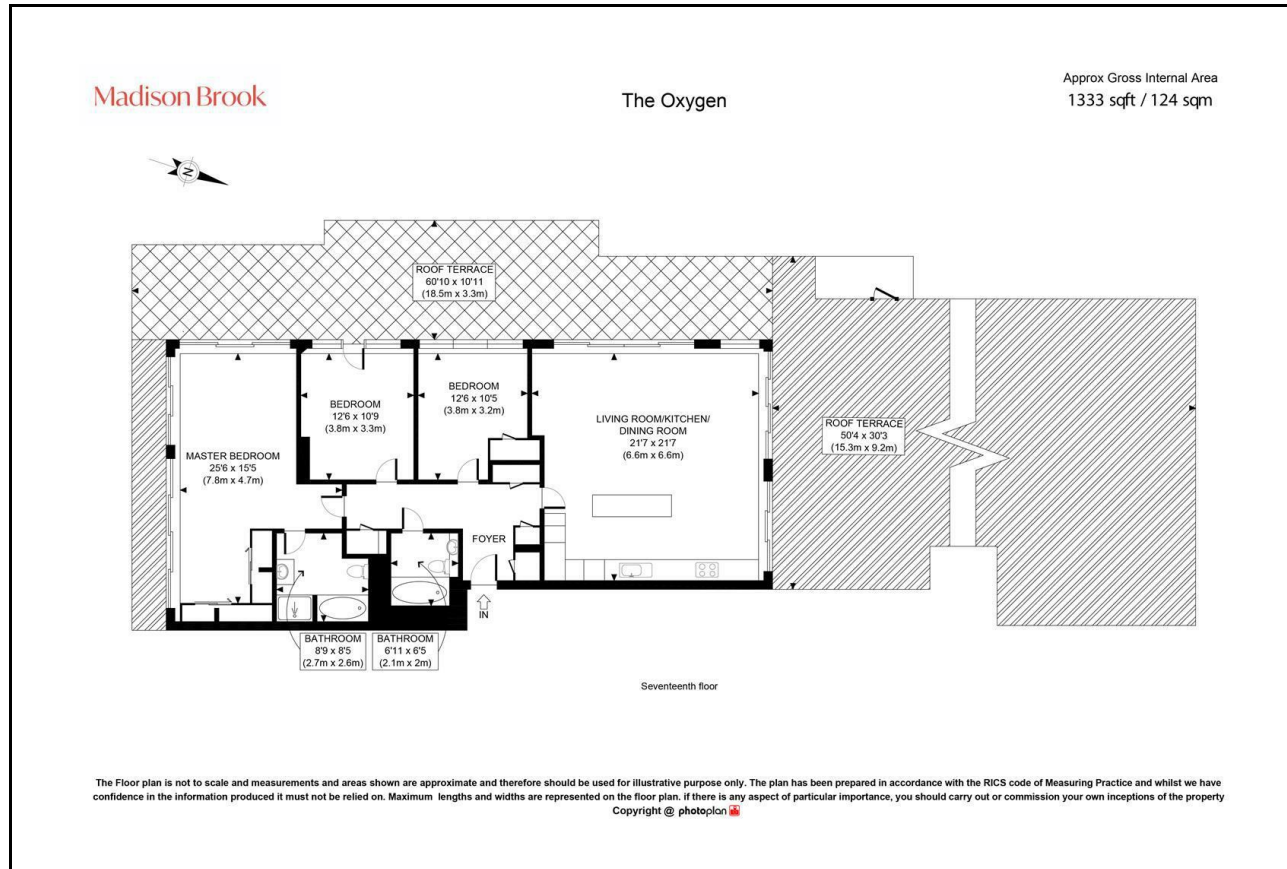 Madison Brook
The Oxygen
Approx Gross Internal Area
1333 sqft / 124 sqm
N
ROOF TERRACE
60'10 x 10'11
(18.5m x 3.3m)
BEDROOM
12'6 x 10'9
(3.8m x 3.3m)
BEDROOM
12'6 x 10'5
(3.8m x 3.2m)
LIVING ROOM/KITCHEN/
DINING ROOM
21'7 x 21'7
(6.6m x 6.6m)
ROOF TERRACE
50'4 x 30'3
(15.3m x 9.2m)
MASTER BEDROOM
25'6 x 15'5
(7.8m x 4.7m)
FOYER
IN
BATHROOM
8'9 x 8'5
(2.7m x 2.6m)
BATHROOM
6'11 x 6'5
(2.1m x 2m)
Seventeenth floor
The Floor plan is not to scale and measurements and areas shown are approximate and therefore should be used for illustrative purpose only. The plan has been prepared in accordance with the RICS code of Measuring Practice and whilst we have
confidence in the information produced it must not be relied on. Maximum lengths and widths are represented on the floor plan. if there is any aspect of particular importance, you should carry out or commission your own inceptions of the property
Copyright @ photoplan